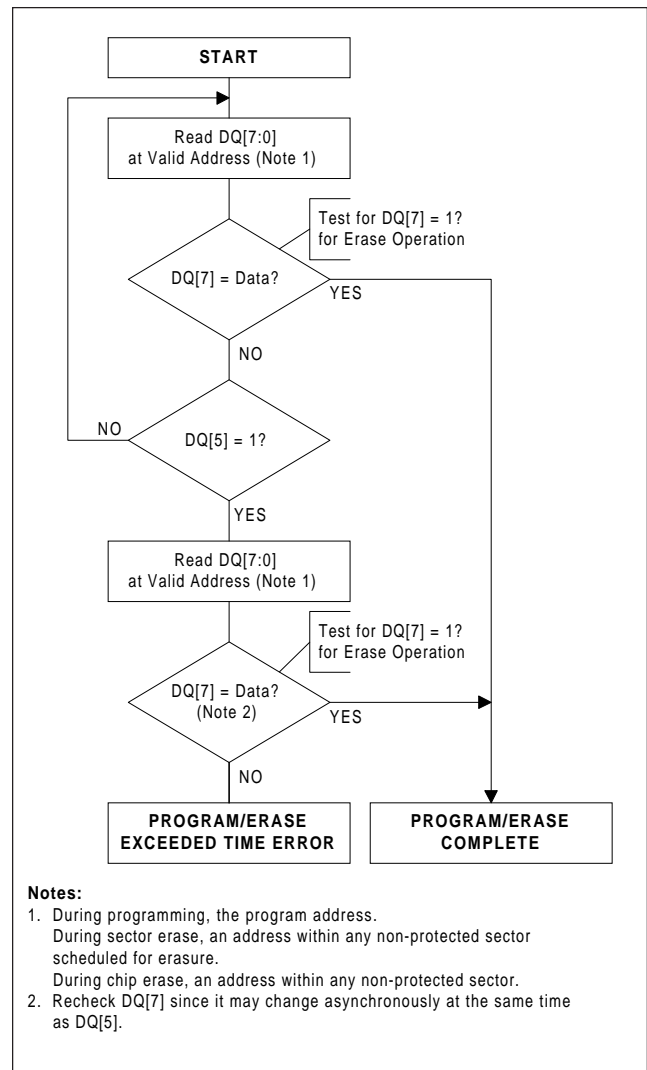 START
Read DQ[7:0]
at Valid Address (Note 1)
Test for DQ[7] = 1?
for Erase Operation
DQ[7] = Data?
YES
NO
NO
DQ[5] = 1?
YES
Read DQ[7:0]
at Valid Address (Note 1)
Test for DQ[7] = 1?
for Erase Operation
DQ[7] = Data?
(Note 2)
YES
NO
PROGRAM/ERASE
EXCEEDED TIME ERROR
PROGRAM/ERASE
COMPLETE
Notes:
1. During programming, the program address.
During sector erase, an address within any non-protected sector
scheduled for erasure.
During chip erase, an address within any non-protected sector.
2. Recheck DQ[7] since it may change asynchronously at the same time
as DQ[5].